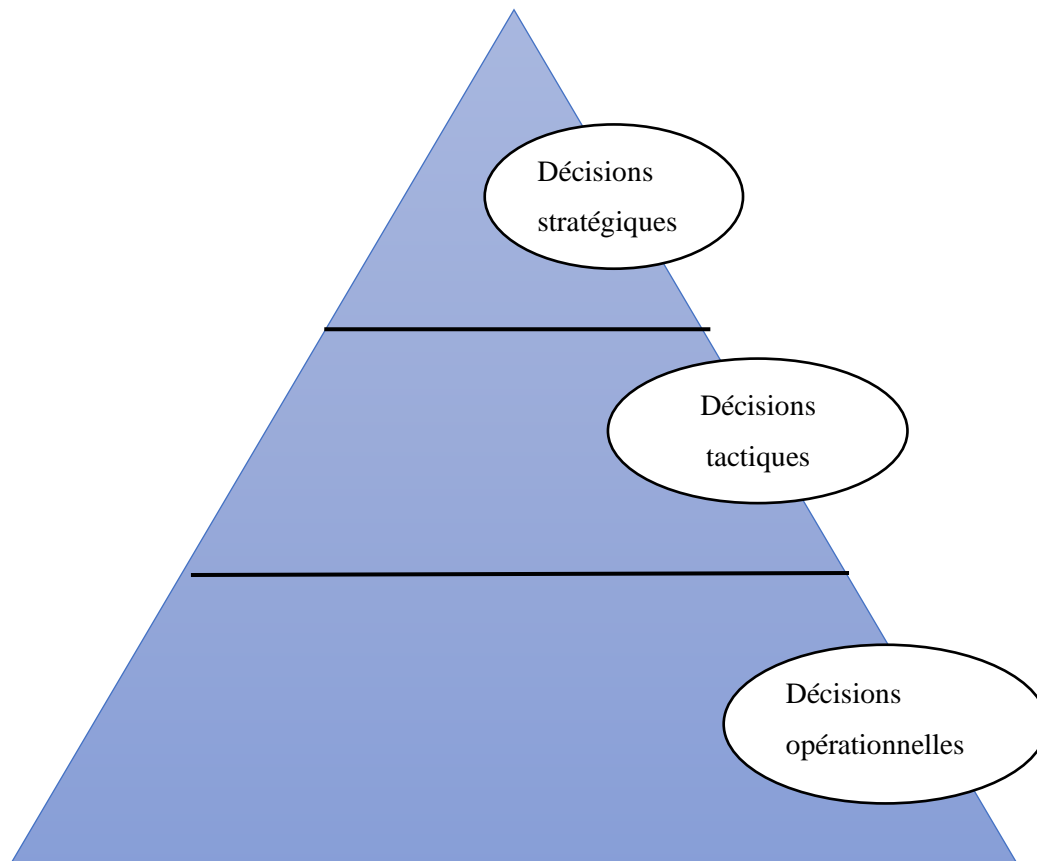 Décisions
stratégiques
Décisions
tactiques
Décisions
opérationnelles